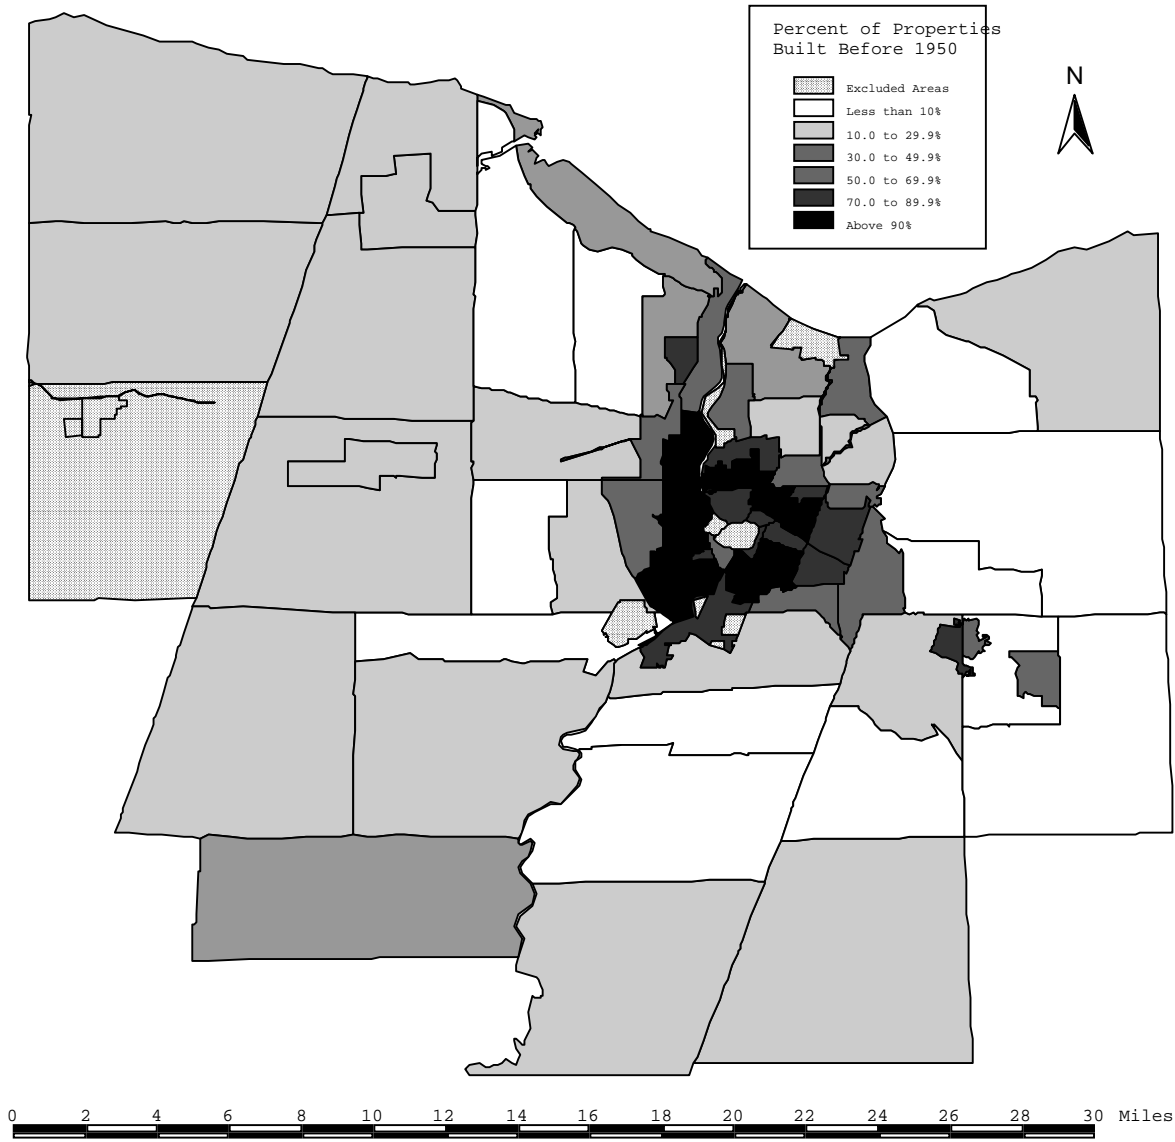 Percent of Properties
Built Before 1950
Excluded Areas
Less than 10%
10.0 to 29.9%
30.0 to 49.9%
50.0 to 69.9%
70.0 to 89.9%
Above 90%
N
0 2 4 6 8 10 12 14 16 18 20 22 24 26 28 30 Miles